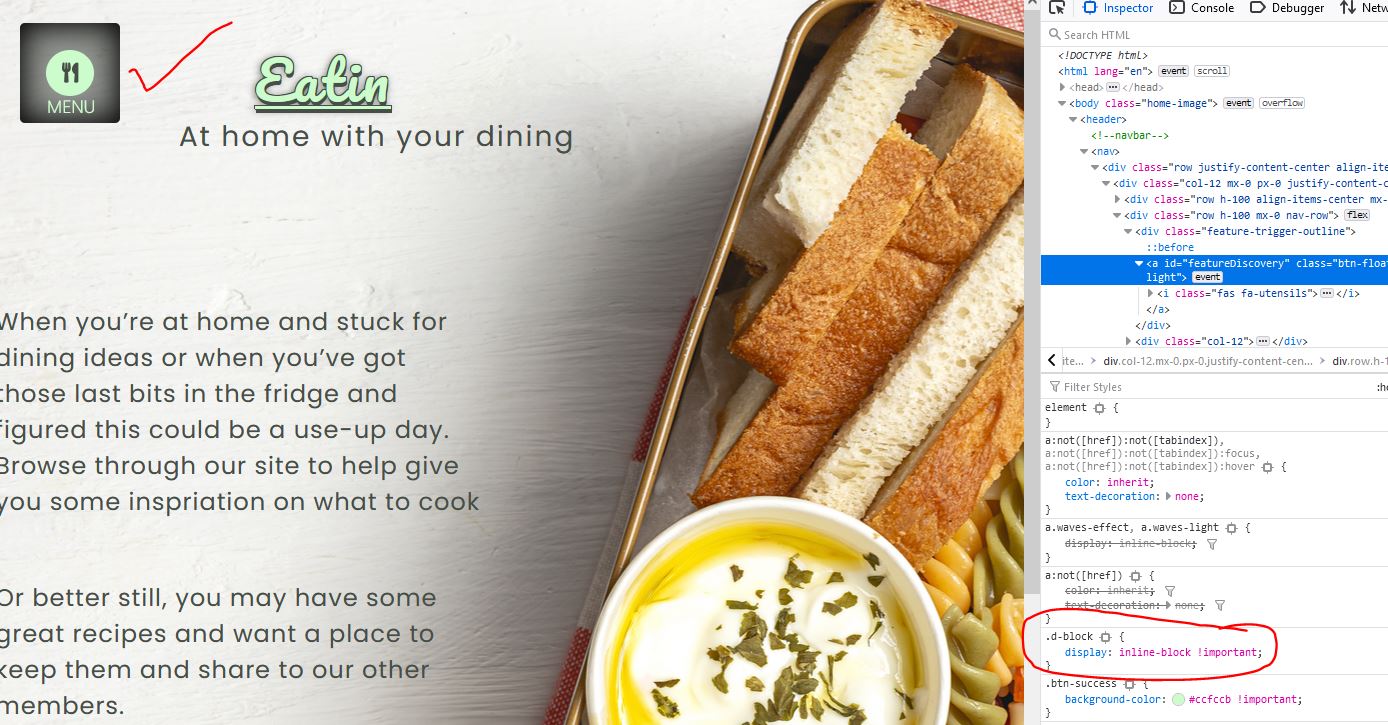 MENU
Eatin
At home with your dining
When you’re at home and stuck for
dining ideas or when you’ve got
those last bits in the fridge and
figured this could be a use-up day.
Browse through our site to help give
you some inspriation on what to cook
Or better still, you may have some
great recipes and want a place to
keep them and share to our other
members.
Inspector Console Debugger Netw
Search HTML
<!DOCTYPE html>
<html lang="en"> event scroll
<head> ··· </head>
<body class="home-image"> event overflow
<header>
<!--navbar-->
<nav>
<div class="row justify-content-center align-ite
<div class="col-12 mx-0 px-0 justify-content-c
<div class="row h-100 align-items-center mx-
<div class="row h-100 mx-0 nav-row"> flex
<div class="feature-trigger-outline">
::before
<a id="featureDiscovery" class="btn-float
light"> event
<i class="fas fa-utensils"> ··· </i>
</a>
</div>
<div class="col-12"> ··· </div>
ite... > div.col-12.mx-0.px-0.justify-content-cen... > div.row.h-1
Filter Styles :ho
element {
}
a:not([href]):not([tabindex]),
a:not([href]):not([tabindex]):focus,
a:not([href]):not([tabindex]):hover {
color: inherit;
text-decoration: none;
}
a.waves-effect, a.waves-light {
display: inline-block;
}
a:not([href]) {
color: inherit;
text-decoration: none;
}
.d-block {
display: inline-block !important;
}
.btn-success {
background-color: #ccfccb !important;
}